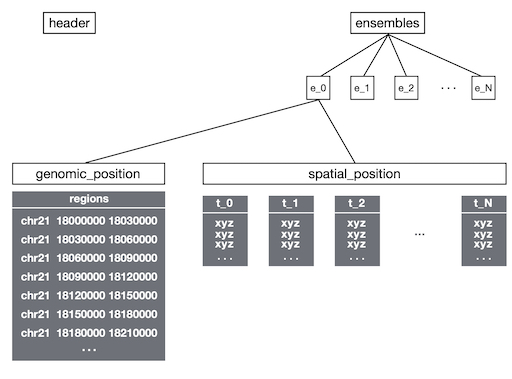 header
ensembles
e_0 e_1 e_2 ... e_N
genomic_position
spatial_position
regions
chr21 18000000 18030000
chr21 18030000 18060000
chr21 18060000 18090000
chr21 18090000 18120000
chr21 18120000 18150000
chr21 18150000 18180000
chr21 18180000 18210000
...
t_0 t_1 t_2 t_N
xyz xyz xyz xyz
xyz xyz xyz ... xyz
xyz xyz xyz xyz
... ... ... ...